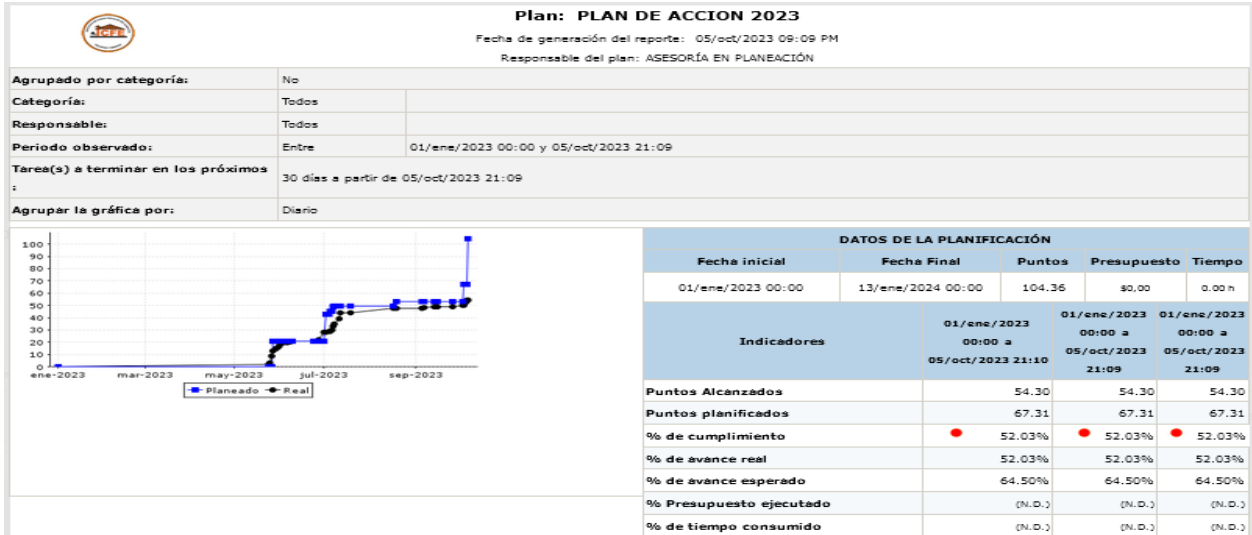 Plan: PLAN DE ACCION 2023
Fecha de generación del reporte: 05/oct/2023 09:09 PM
Responsable del plan: ASESORÍA EN PLANEACIÓN
Agrupado por categoría: No
Categoría: Todos
Responsable: Todos
Periodo observado: Entre 01/ene/2023 00:00 y 05/oct/2023 21:09
Tarea(s) a terminar en los próximos
: 30 días a partir de 05/oct/2023 21:09
Agrupar la gráfica por: Diario
100
90
80
70
60
50
40
30
20
10
0
ene-2023 mar-2023 may-2023 jul-2023 sep-2023
Planeado Real
DATOS DE LA PLANIFICACIÓN
Fecha inicial Fecha Final Puntos Presupuesto Tiempo
01/ene/2023 00:00 13/ene/2024 00:00 104.36 $0,00 0.00 h
Indicadores
01/ene/2023
00:00 a
05/oct/2023 21:10
01/ene/2023
00:00 a
05/oct/2023
21:09
01/ene/2023
00:00 a
05/oct/2023
21:09
Puntos Alcanzados 54.30 54.30 54.30
Puntos planificados 67.31 67.31 67.31
% de cumplimiento 52.03% 52.03% 52.03%
% de avance real 52.03% 52.03% 52.03%
% de avance esperado 64.50% 64.50% 64.50%
% Presupuesto ejecutado (N.D.) (N.D.) (N.D.)
% de tiempo consumido (N.D.) (N.D.) (N.D.)